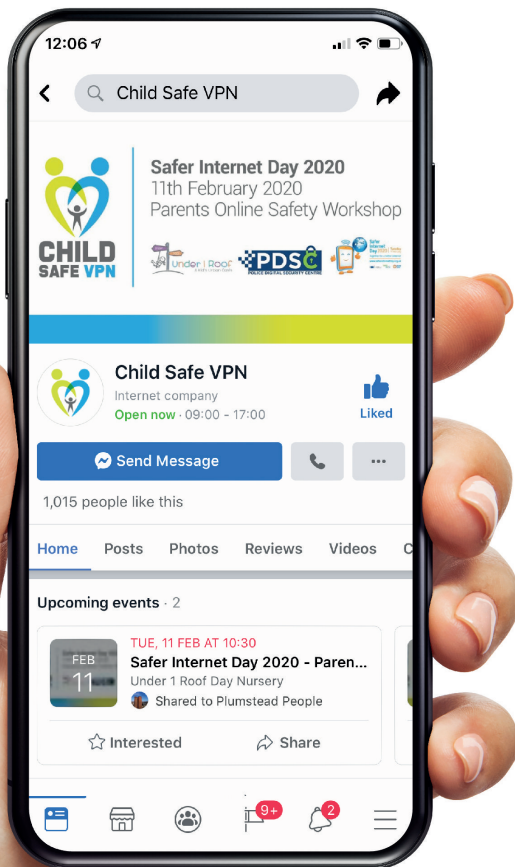 12:06
Child Safe VPN
Safer Internet Day 2020
11th February 2020
Parents Online Safety Workshop
CHILD
SAFE VPN
Under 1 Roof
PDSC
POLICE DIGITAL SECURITY CENTRE
Safer
Internet
Day 2020
Child Safe VPN
Internet company
Open now · 09:00 - 17:00
Liked
Send Message
1,015 people like this
Home Posts Photos Reviews Videos C
Upcoming events · 2
FEB
11
TUE, 11 FEB AT 10:30
Safer Internet Day 2020 - Paren...
Under 1 Roof Day Nursery
Shared to Plumstead People
Interested
Share
9+
2